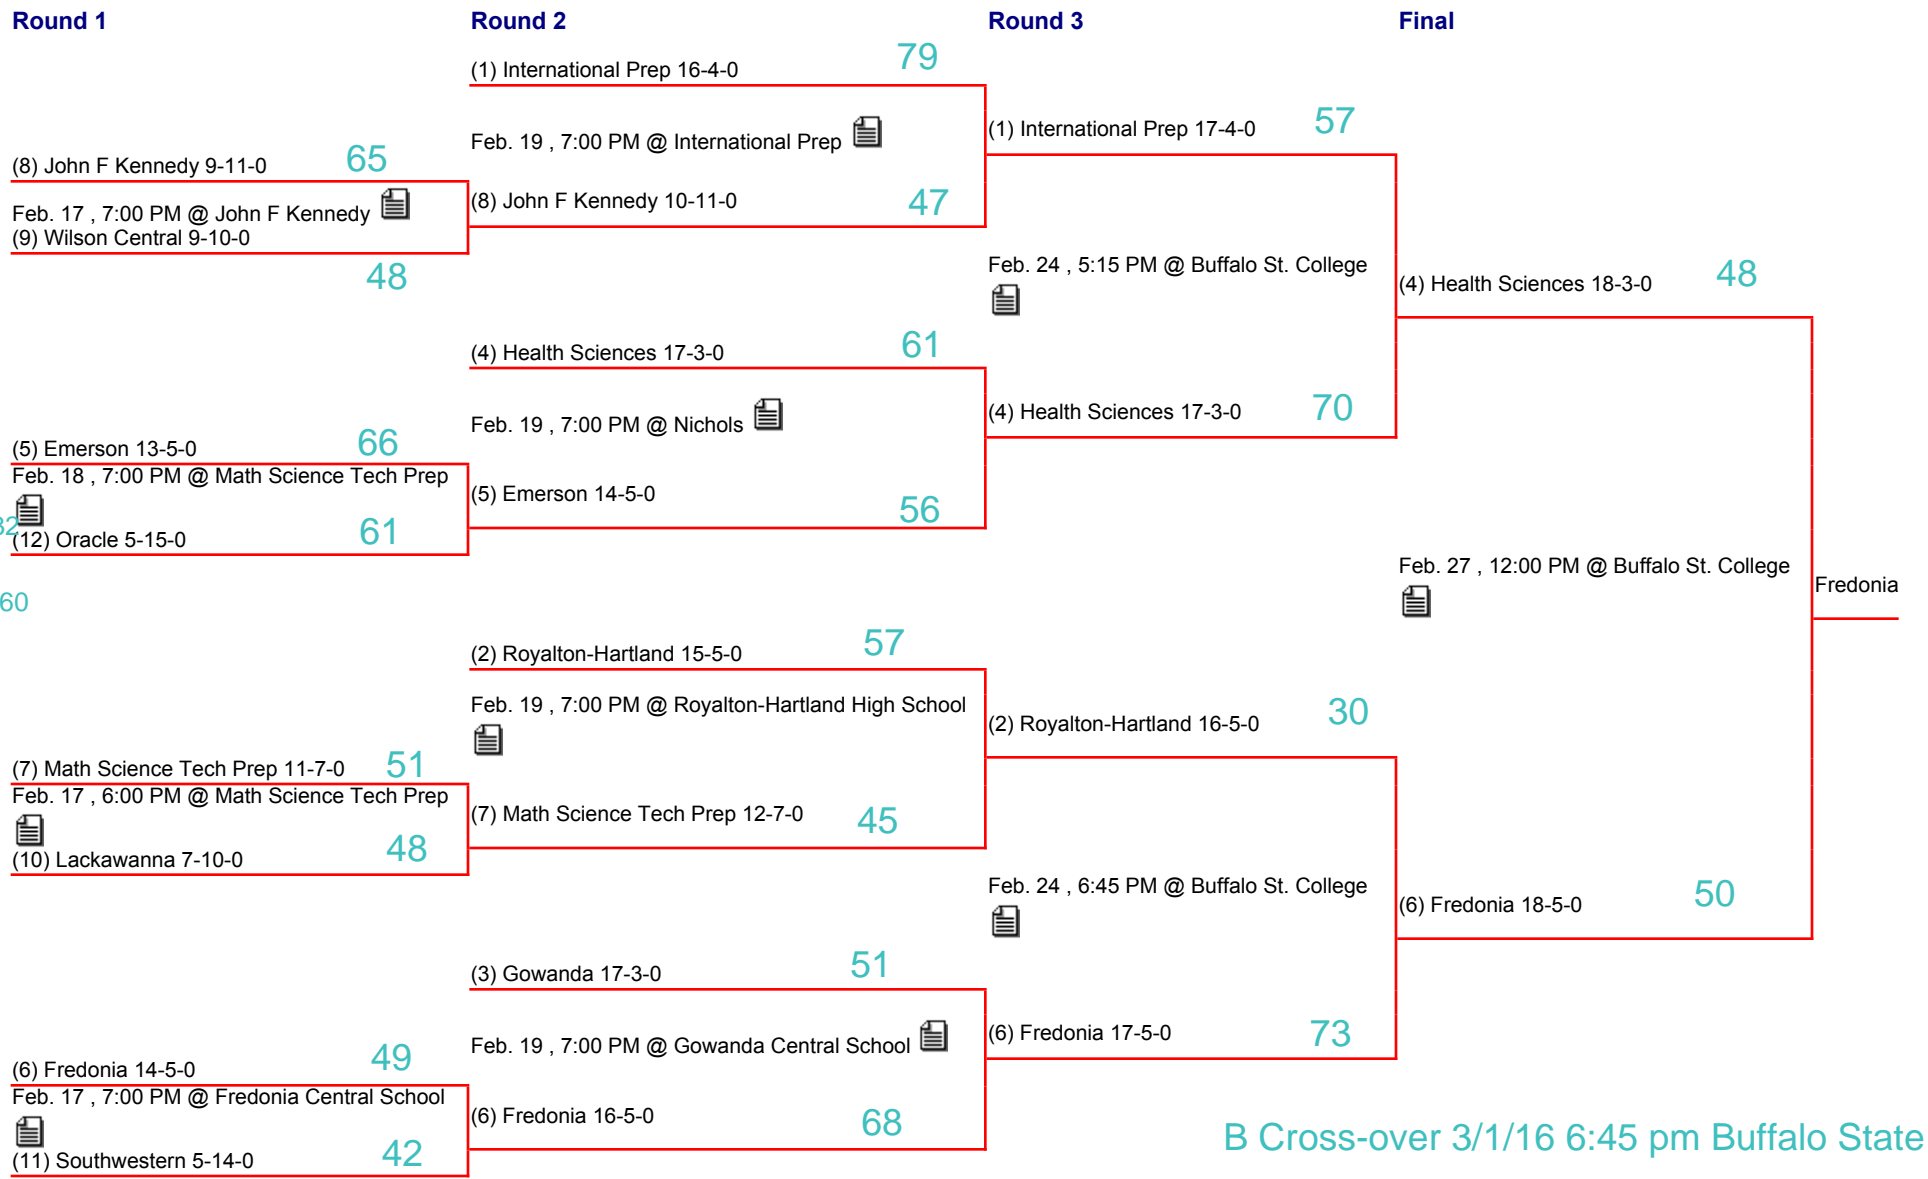 Round 1
Round 2
Round 3
Final
(8) John F Kennedy 9-11-0 65
Feb. 17 , 7:00 PM @ John F Kennedy
(9) Wilson Central 9-10-0
48
(5) Emerson 13-5-0 66
Feb. 18 , 7:00 PM @ Math Science Tech Prep
(12) Oracle 5-15-0 61
60
(7) Math Science Tech Prep 11-7-0 51
Feb. 17 , 6:00 PM @ Math Science Tech Prep
(10) Lackawanna 7-10-0 48
(6) Fredonia 14-5-0 49
Feb. 17 , 7:00 PM @ Fredonia Central School
(11) Southwestern 5-14-0 42
(1) International Prep 16-4-0 79
Feb. 19 , 7:00 PM @ International Prep
(8) John F Kennedy 10-11-0 47
(4) Health Sciences 17-3-0 61
Feb. 19 , 7:00 PM @ Nichols
(5) Emerson 14-5-0 56
(2) Royalton-Hartland 15-5-0 57
Feb. 19 , 7:00 PM @ Royalton-Hartland High School
(7) Math Science Tech Prep 12-7-0 45
(3) Gowanda 17-3-0 51
Feb. 19 , 7:00 PM @ Gowanda Central School
(6) Fredonia 16-5-0 68
(1) International Prep 17-4-0 57
Feb. 24 , 5:15 PM @ Buffalo St. College
(4) Health Sciences 17-3-0 70
(2) Royalton-Hartland 16-5-0 30
Feb. 24 , 6:45 PM @ Buffalo St. College
(6) Fredonia 17-5-0 73
(4) Health Sciences 18-3-0 48
Feb. 27 , 12:00 PM @ Buffalo St. College
(6) Fredonia 18-5-0 50
Fredonia
B Cross-over 3/1/16 6:45 pm Buffalo State